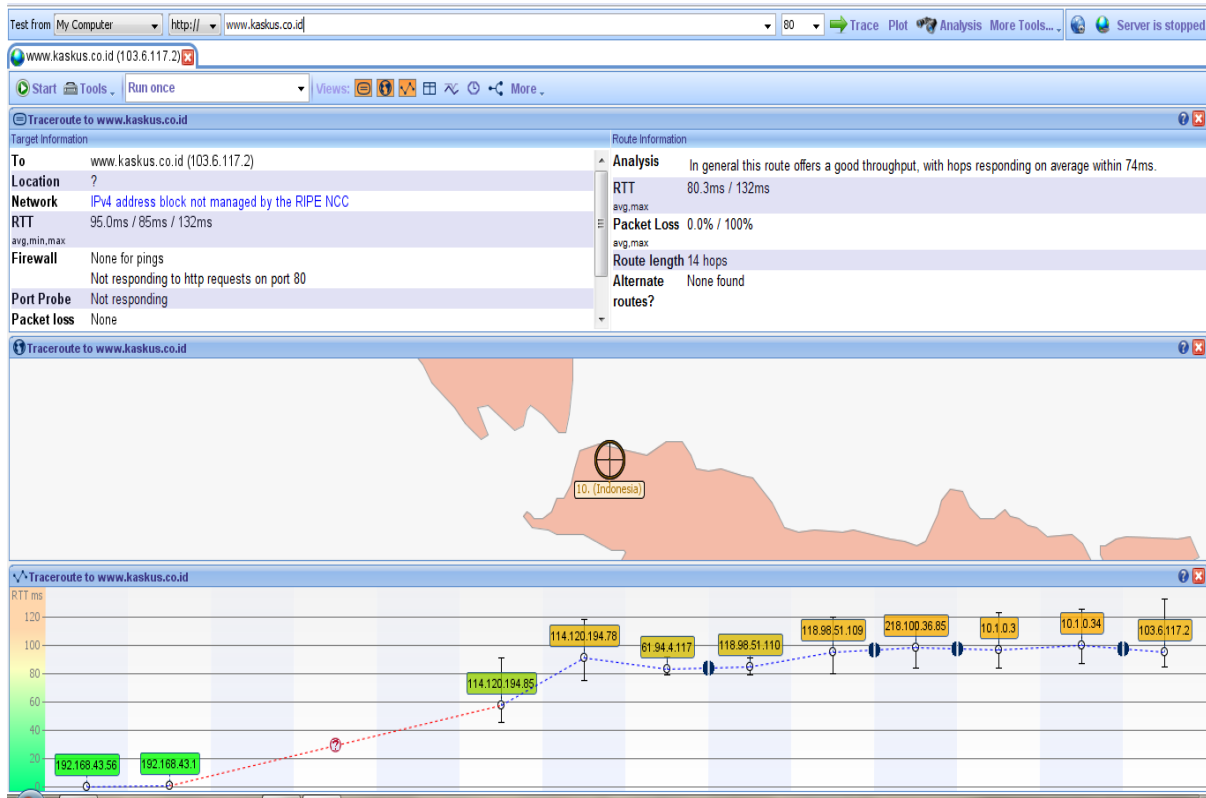 Test from My Computer http:// www.kaskus.co.id 80 Trace Plot Analysis More Tools... Server is stopped
www.kaskus.co.id (103.6.117.2)
Start Tools Run once Views: More
Traceroute to www.kaskus.co.id
Target Information
To www.kaskus.co.id (103.6.117.2)
Location ?
Network IPv4 address block not managed by the RIPE NCC
RTT 95.0ms / 85ms / 132ms
avg,min,max
Firewall None for pings
Not responding to http requests on port 80
Port Probe Not responding
Packet loss None
Route Information
Analysis In general this route offers a good throughput, with hops responding on average within 74ms.
RTT 80.3ms / 132ms
avg,max
Packet Loss 0.0% / 100%
avg,max
Route length 14 hops
Alternate None found
routes?
Traceroute to www.kaskus.co.id
10. (Indonesia)
Traceroute to www.kaskus.co.id
RTT ms
120
100
80
60
40
20
0
192.168.43.56
192.168.43.1
?
114.120.194.85
114.120.194.78
61.94.4.117
118.98.51.110
118.98.51.109
218.100.36.85
10.1.0.3
10.1.0.34
103.6.117.2